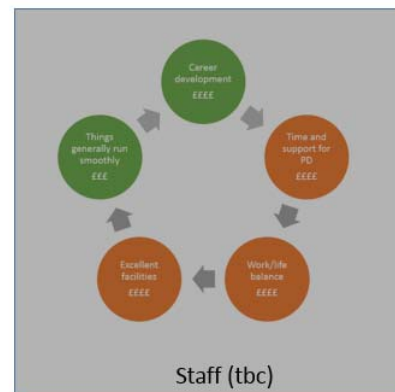 Career
development
££££
Time and
support for
PD
££££
Work/life
balance
££££
Excellent
facilities
££££
Things
generally run
smoothly
£££
Staff (tbc)